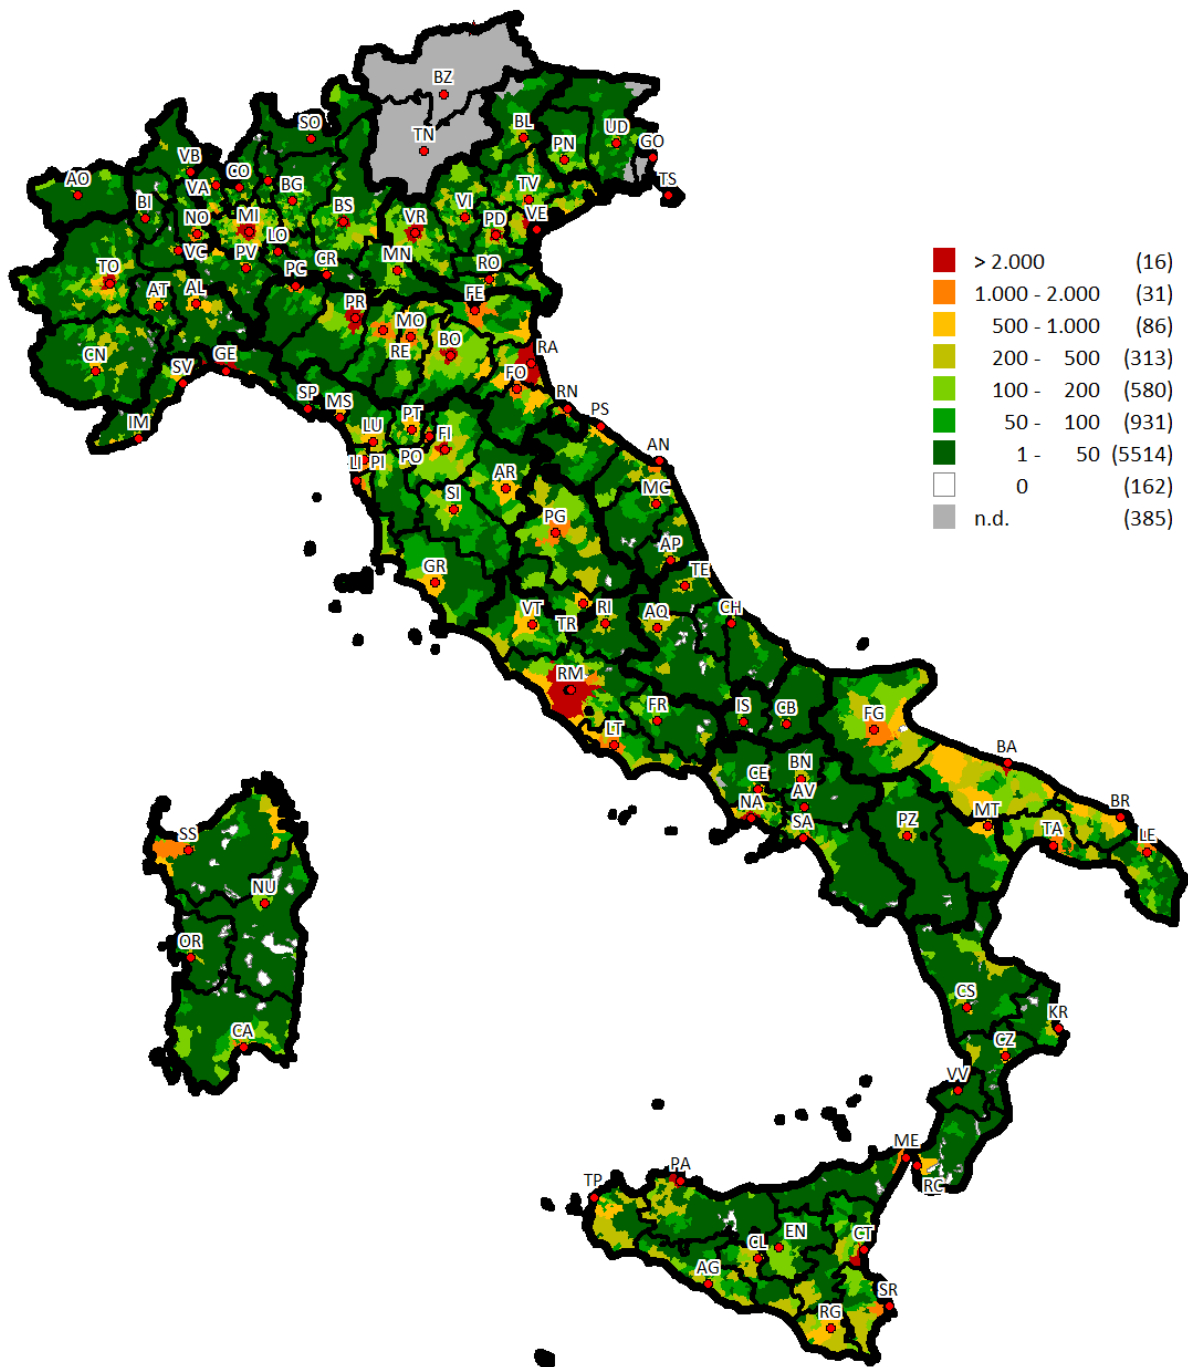 BZ
TN
SO
BL
UD
PN
GO
TS
VB
CO
AO
VA
BG
TV
BI
BS
NO
MI
VR
VI
PD
VE
LO
VC
PV
CR
MN
RO
TO
PC
AT
AL
PR
MO
FE
RE
BO
RA
CN
SV
GE
FO
SP
MS
RN
PS
IM
LU
PT
FI
LI
PI
PO
AN
AR
MC
SI
PG
AP
TE
GR
VT
TR
RI
AQ
CH
RM
FR
IS
CB
FG
LT
BA
CE
BN
NA
AV
SA
PZ
MT
TA
BR
LE
SS
NU
OR
CA
CS
KR
CZ
VV
ME
RC
TP
PA
EN
CT
CL
AG
SR
RG
> 2.000 (16)
1.000 - 2.000 (31)
500 - 1.000 (86)
200 - 500 (313)
100 - 200 (580)
50 - 100 (931)
1 - 50 (5514)
0 (162)
n.d. (385)